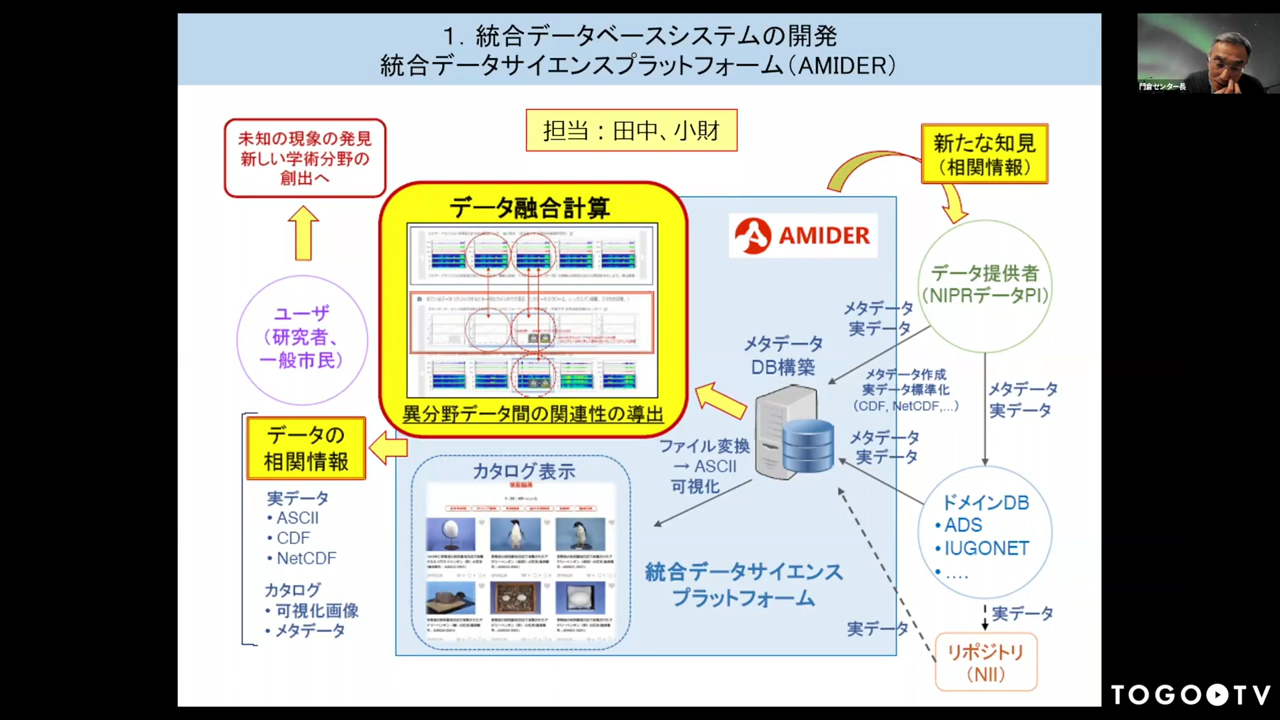 1．統合データベースシステムの開発
統合データサイエンスプラットフォーム（AMIDER）
門倉センター長
担当：田中、小財
未知の現象の発見
新しい学術分野の
創出へ
新たな知見
（相関情報）
データ融合計算
異分野データ間の関連性の導出
AMIDER
データ提供者
（NIPRデータPI）
ユーザ
（研究者、
一般市民）
メタデータ
実データ
メタデータ
DB構築
メタデータ作成
実データ標準化
（CDF, NetCDF,…）
メタデータ
実データ
メタデータ
実データ
データの
相関情報
実データ
• ASCII
• CDF
• NetCDF
カタログ
• 可視化画像
• メタデータ
カタログ表示
ファイル変換
→ ASCII
可視化
統合データサイエンス
プラットフォーム
ドメインDB
• ADS
• IUGONET
• ….
実データ
実データ
リポジトリ
（NII）
TOGO TV